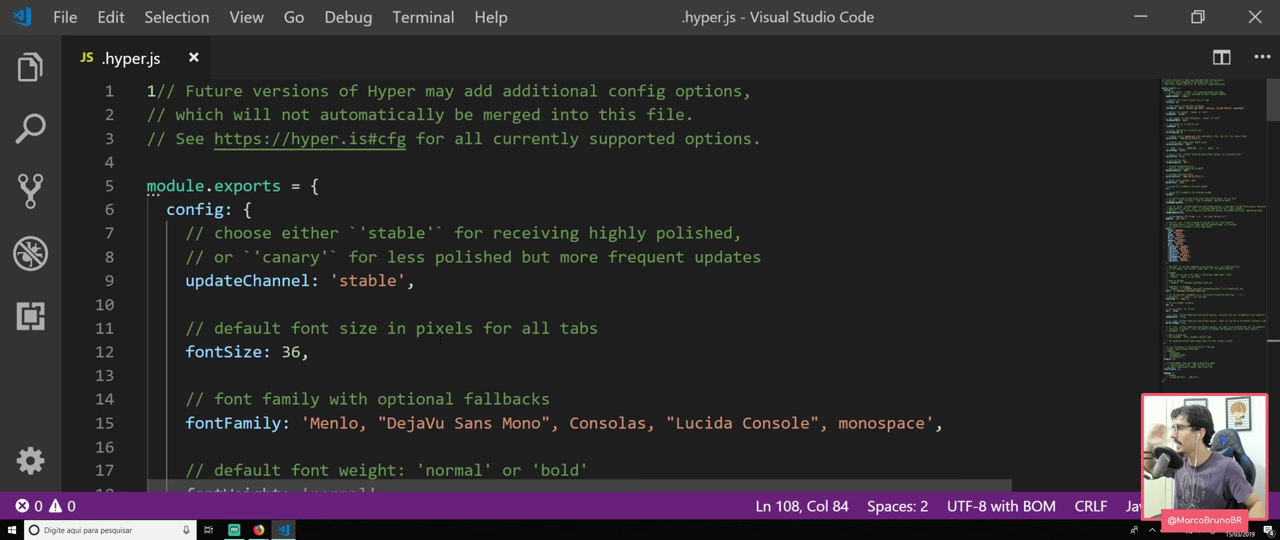 File Edit Selection View Go Debug Terminal Help .hyper.js - Visual Studio Code
JS .hyper.js
1 1// Future versions of Hyper may add additional config options,
2 // which will not automatically be merged into this file.
3 // See https://hyper.is#cfg for all currently supported options.
4
5 module.exports = {
6 config: {
7 // choose either `'stable'` for receiving highly polished,
8 // or `'canary'` for less polished but more frequent updates
9 updateChannel: 'stable',
10
11 // default font size in pixels for all tabs
12 fontSize: 36,
13
14 // font family with optional fallbacks
15 fontFamily: 'Menlo, "DejaVu Sans Mono", Consolas, "Lucida Console", monospace',
16
17 // default font weight: 'normal' or 'bold'
0 0 Ln 108, Col 84 Spaces: 2 UTF-8 with BOM CRLF
Digite aqui para pesquisar
@MarcoBrunoBR
15/03/2019